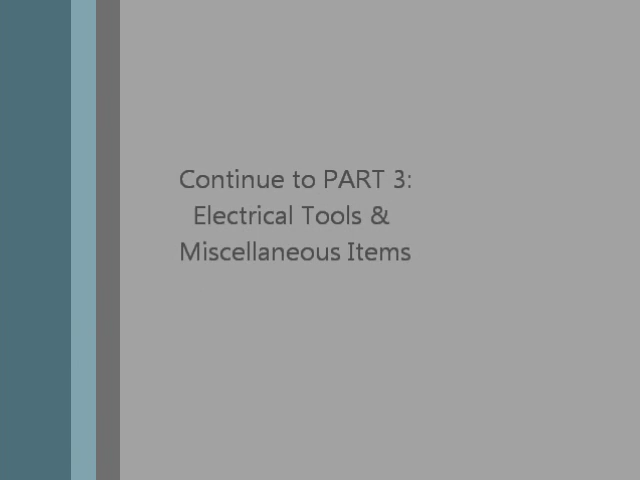 Continue to PART 3:
Electrical Tools &
Miscellaneous Items